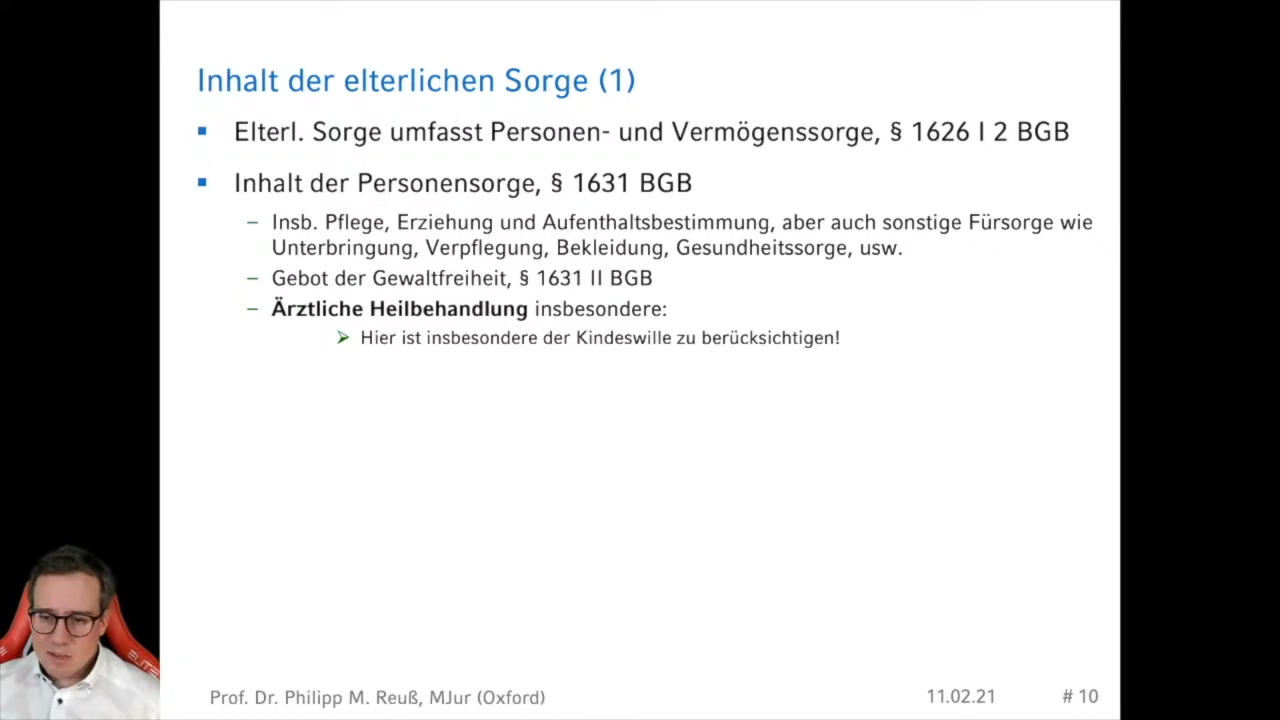 Inhalt der elterlichen Sorge (1)
Elterl. Sorge umfasst Personen- und Vermögenssorge, § 1626 I 2 BGB
Inhalt der Personensorge, § 1631 BGB
– Insb. Pflege, Erziehung und Aufenthaltsbestimmung, aber auch sonstige Fürsorge wie
Unterbringung, Verpflegung, Bekleidung, Gesundheitssorge, usw.
– Gebot der Gewaltfreiheit, § 1631 II BGB
– Ärztliche Heilbehandlung insbesondere:
Hier ist insbesondere der Kindeswille zu berücksichtigen!
Prof. Dr. Philipp M. Reuß, MJur (Oxford)
11.02.21
# 10